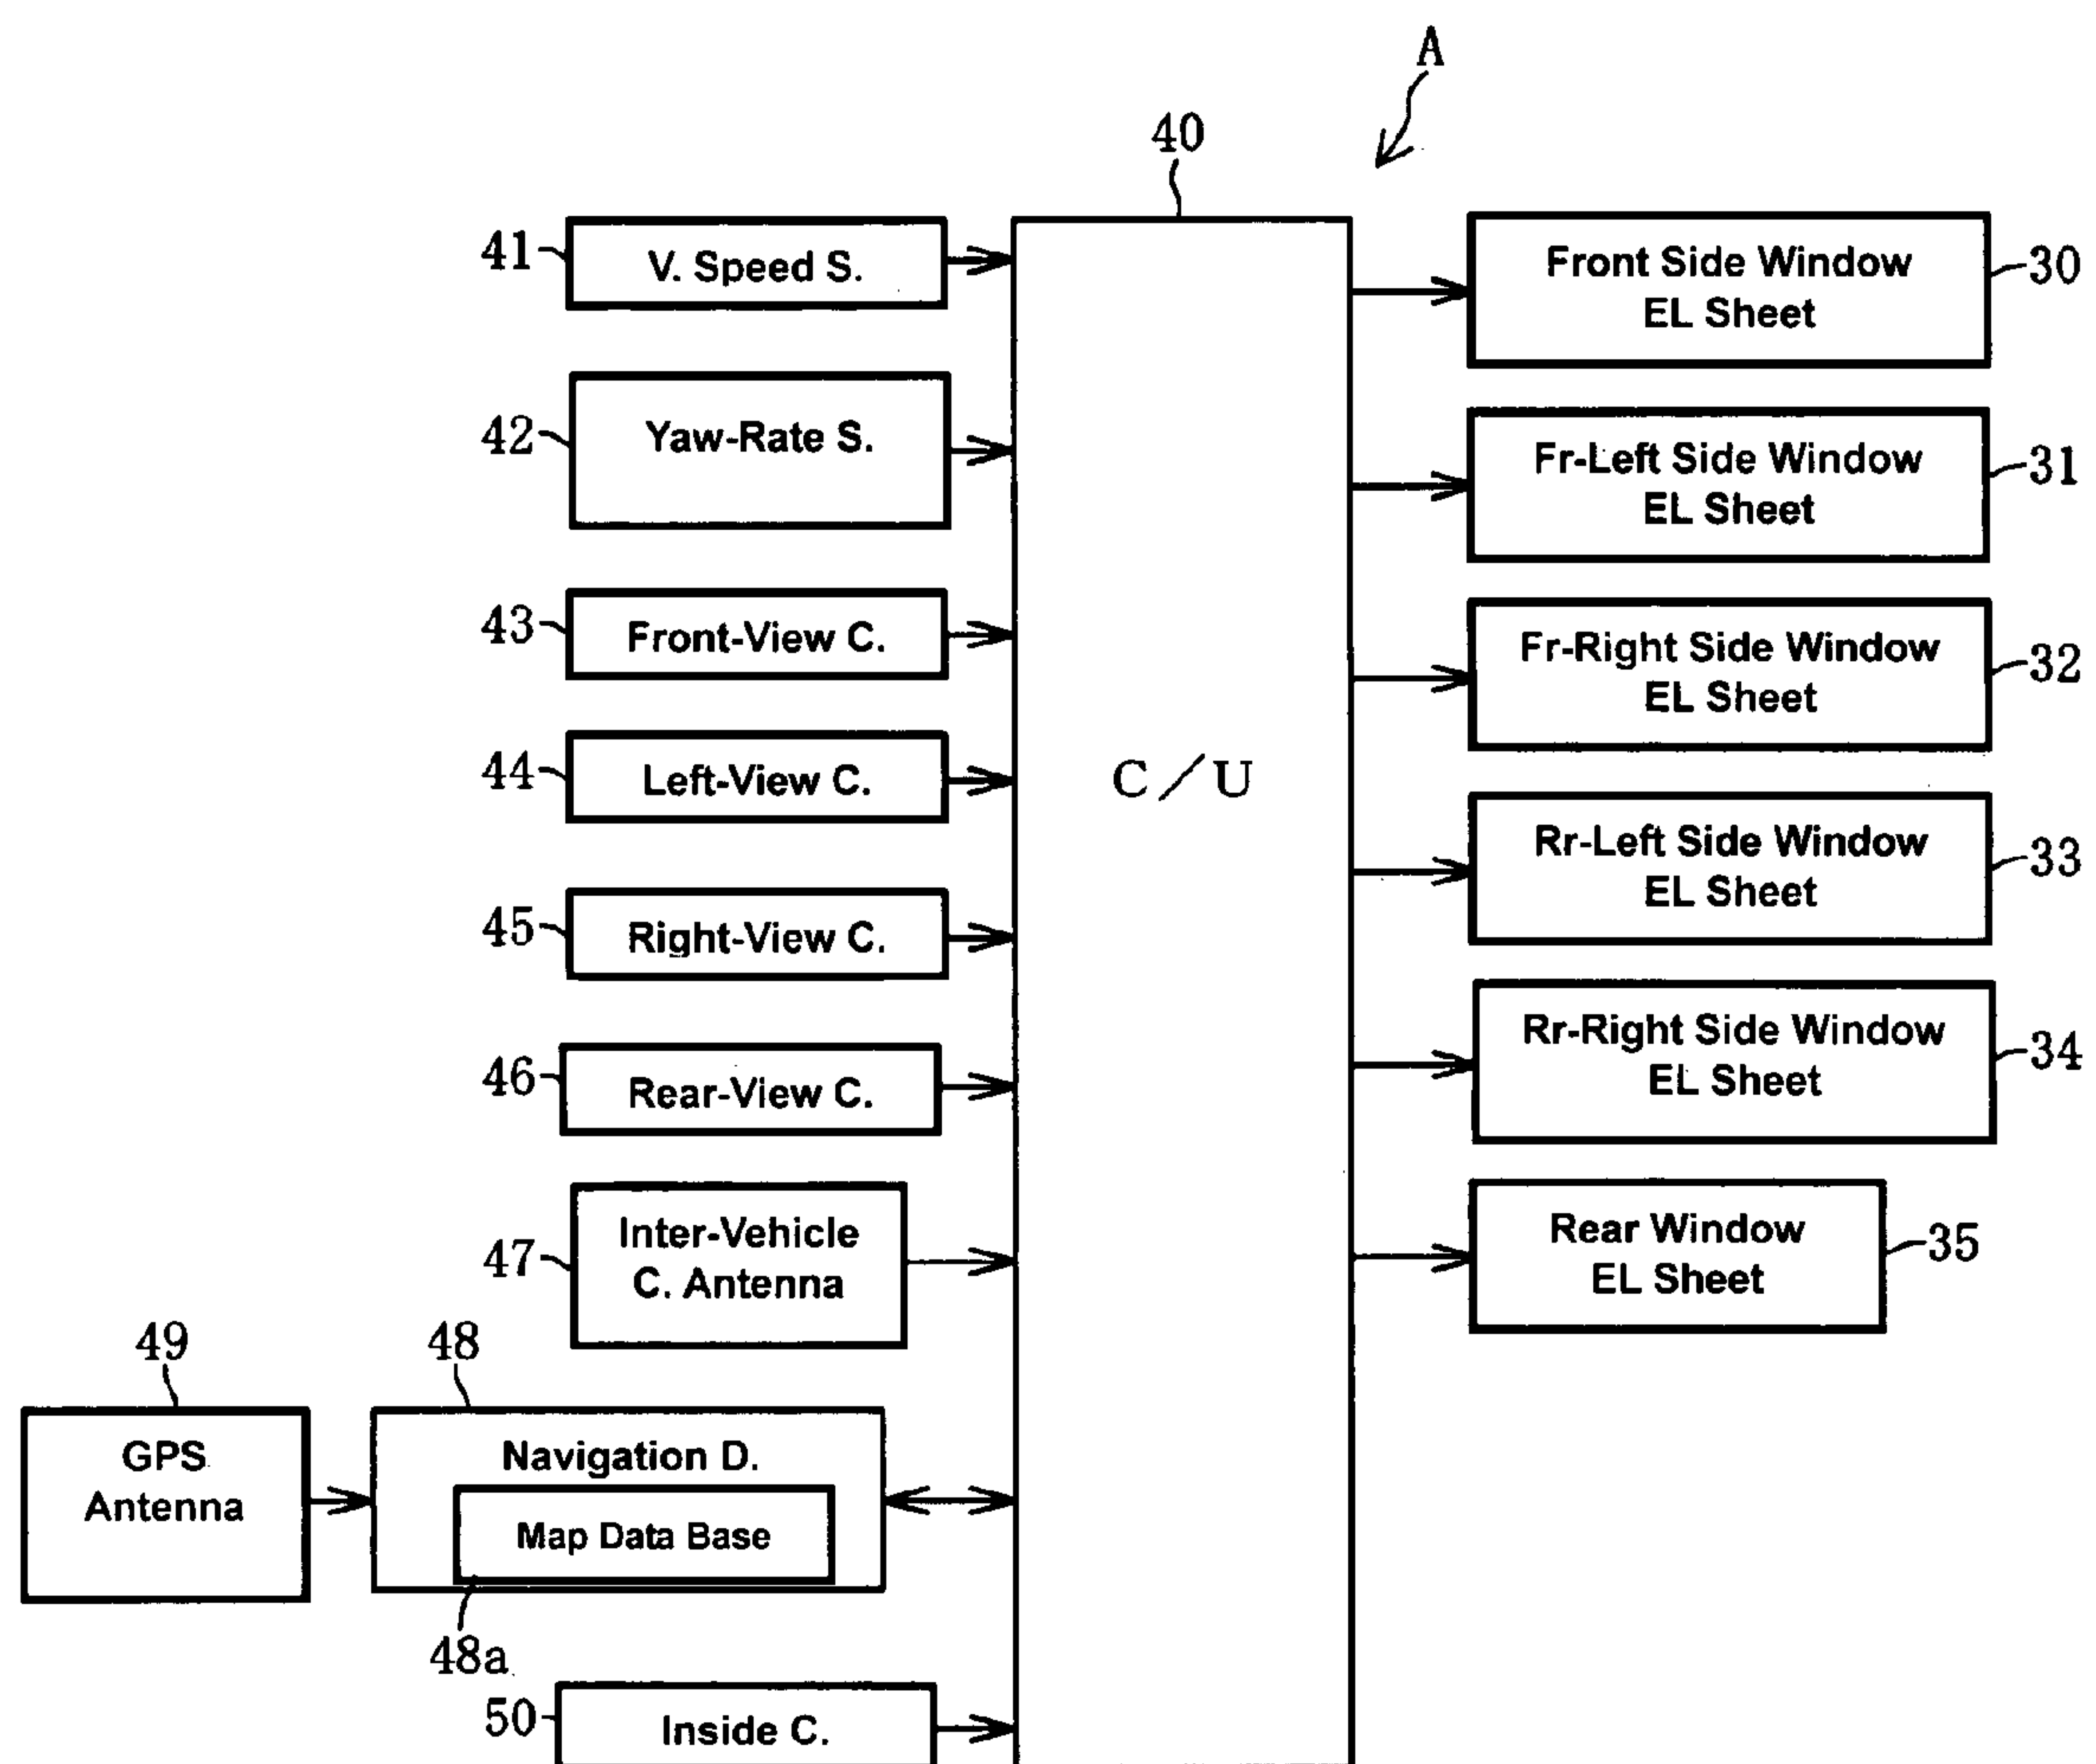 A
40
41
V. Speed S.
42
Yaw-Rate S.
43
Front-View C.
44
Left-View C.
45
Right-View C.
46
Rear-View C.
47
Inter-Vehicle
C. Antenna
49
GPS
Antenna
48
Navigation D.
Map Data Base
48a
50
Inside C.
C/U
Front Side Window
EL Sheet
30
Fr-Left Side Window
EL Sheet
31
Fr-Right Side Window
EL Sheet
32
Rr-Left Side Window
EL Sheet
33
Rr-Right Side Window
EL Sheet
34
Rear Window
EL Sheet
35